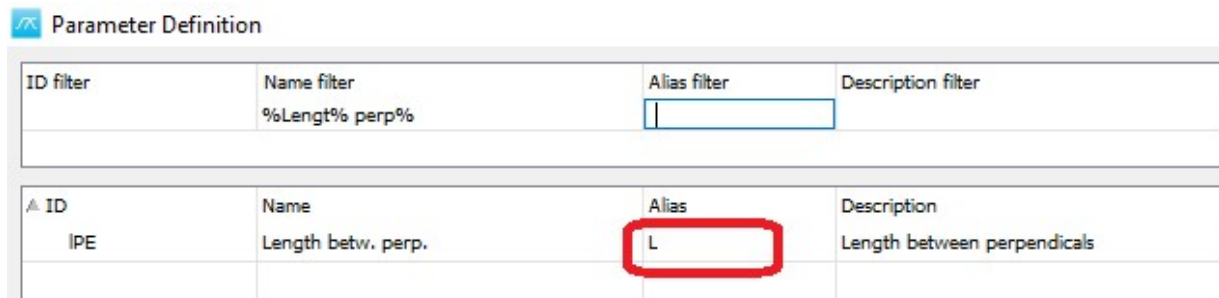 Parameter Definition
ID filter Name filter Alias filter Description filter
%Lengt% perp%
ID Name Alias Description
lPE Length betw. perp. L Length between perpendicals